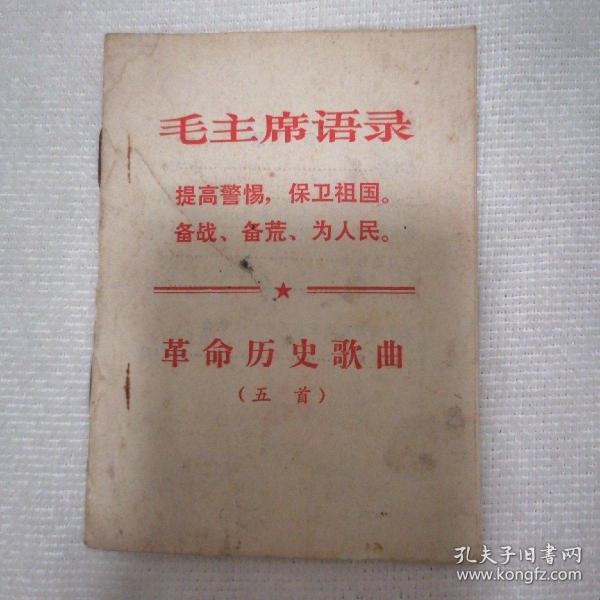 毛主席语录
提高警惕，保卫祖国。
备战、备荒、为人民。
革命历史歌曲
（五首）
孔夫子旧书网
www.kongfz.com